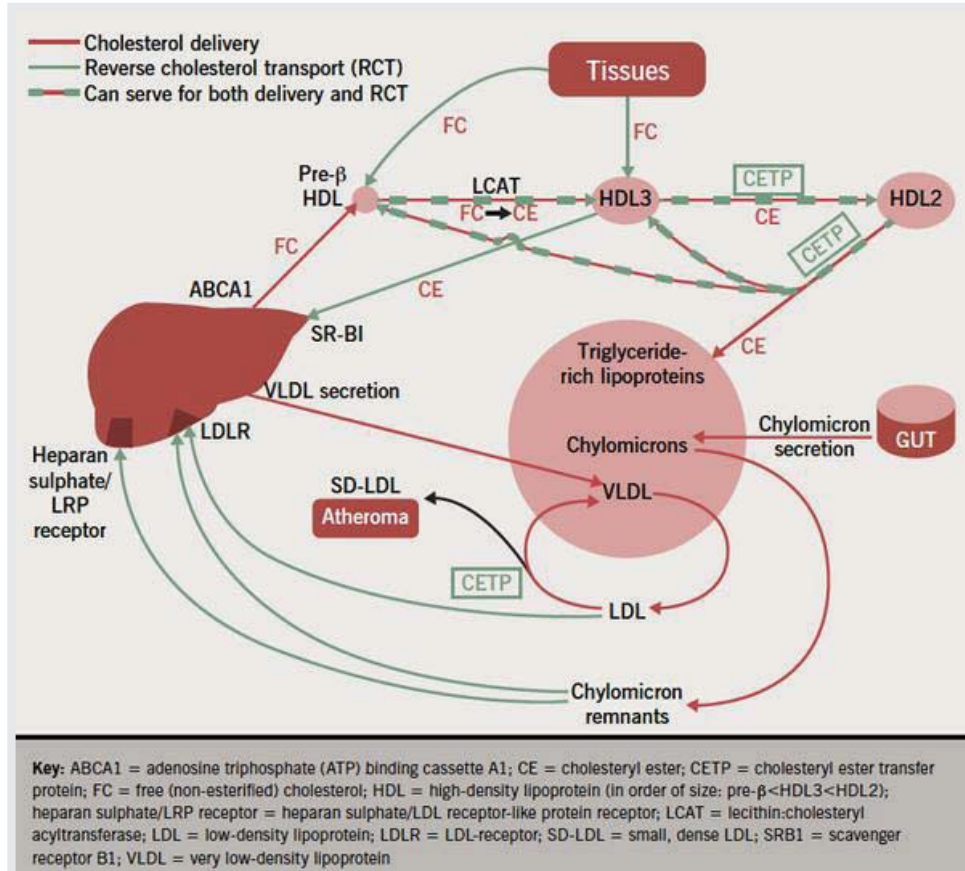 Cholesterol delivery
Reverse cholesterol transport (RCT)
Can serve for both delivery and RCT
Tissues
FC
FC
Pre-β
HDL
LCAT
FC CE
HDL3
CETP
CE
HDL2
CETP
FC
ABCA1
CE
SR-BI
CE
Triglyceride-
rich lipoproteins
VLDL secretion
LDLR
Chylomicrons
Chylomicron
secretion
GUT
Heparan
sulphate/
LRP
receptor
SD-LDL
Atheroma
VLDL
CETP
LDL
Chylomicron
remnants
Key: ABCA1 = adenosine triphosphate (ATP) binding cassette A1; CE = cholesteryl ester; CETP = cholesteryl ester transfer
protein; FC = free (non-esterified) cholesterol; HDL = high-density lipoprotein (in order of size: pre-β<HDL3<HDL2);
heparan sulphate/LRP receptor = heparan sulphate/LDL receptor-like protein receptor; LCAT = lecithin:cholesteryl
acyltransferase; LDL = low-density lipoprotein; LDLR = LDL-receptor; SD-LDL = small, dense LDL; SRB1 = scavenger
receptor B1; VLDL = very low-density lipoprotein